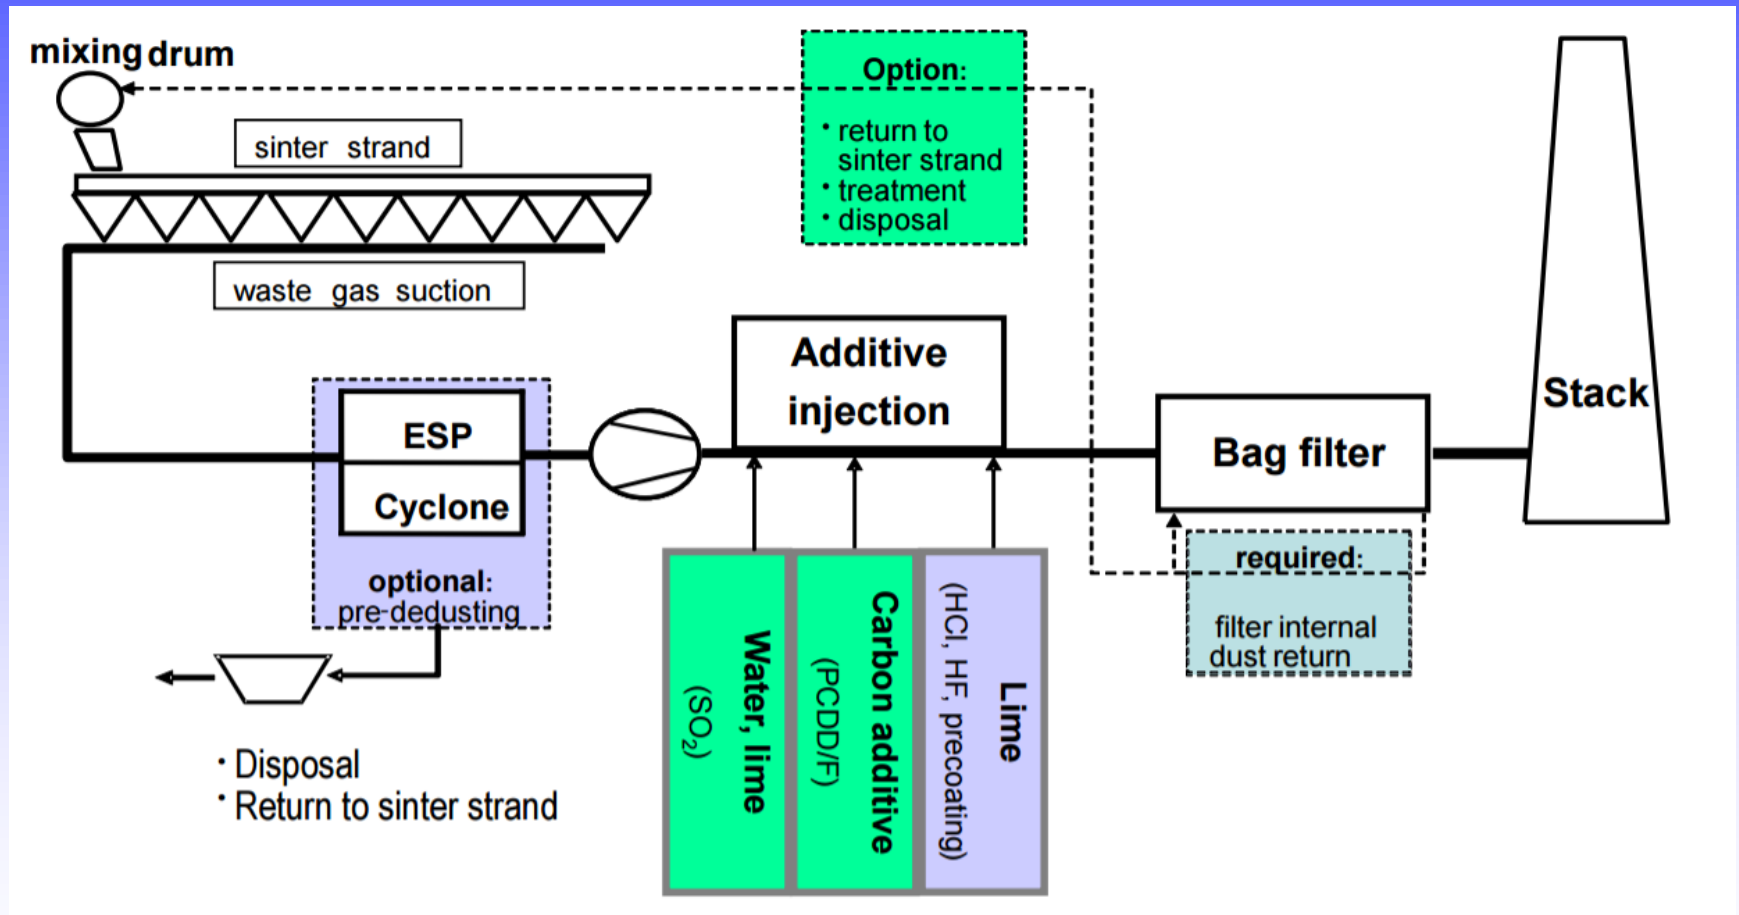 mixing drum
sinter strand
waste gas suction
Option:
· return to
sinter strand
· treatment
· disposal
Additive
injection
ESP
Cyclone
optional:
pre-dedusting
Bag filter
Stack
required:
filter internal
dust return
Water, lime
(SO₂)
Carbon additive
(PCDD/F)
Lime
(HCl, HF, precoating)
· Disposal
· Return to sinter strand